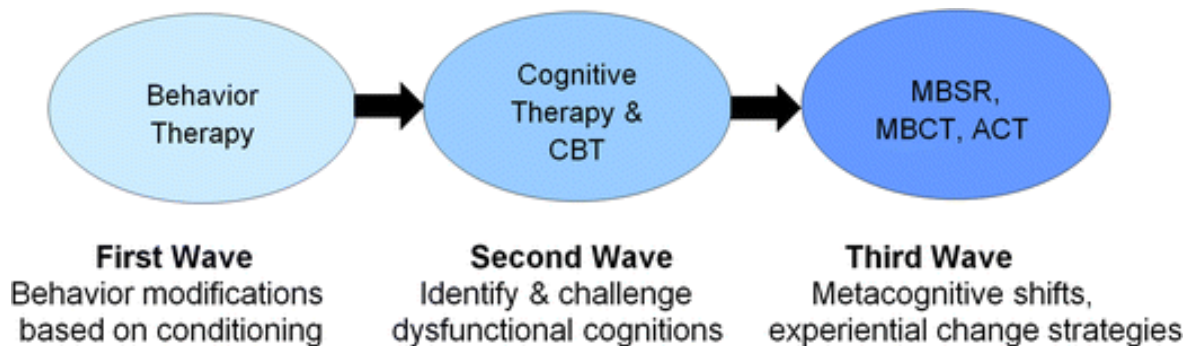 Behavior
Therapy
Cognitive
Therapy &
CBT
MBSR,
MBCT, ACT
First Wave
Behavior modifications
based on conditioning
Second Wave
Identify & challenge
dysfunctional cognitions
Third Wave
Metacognitive shifts,
experiential change strategies